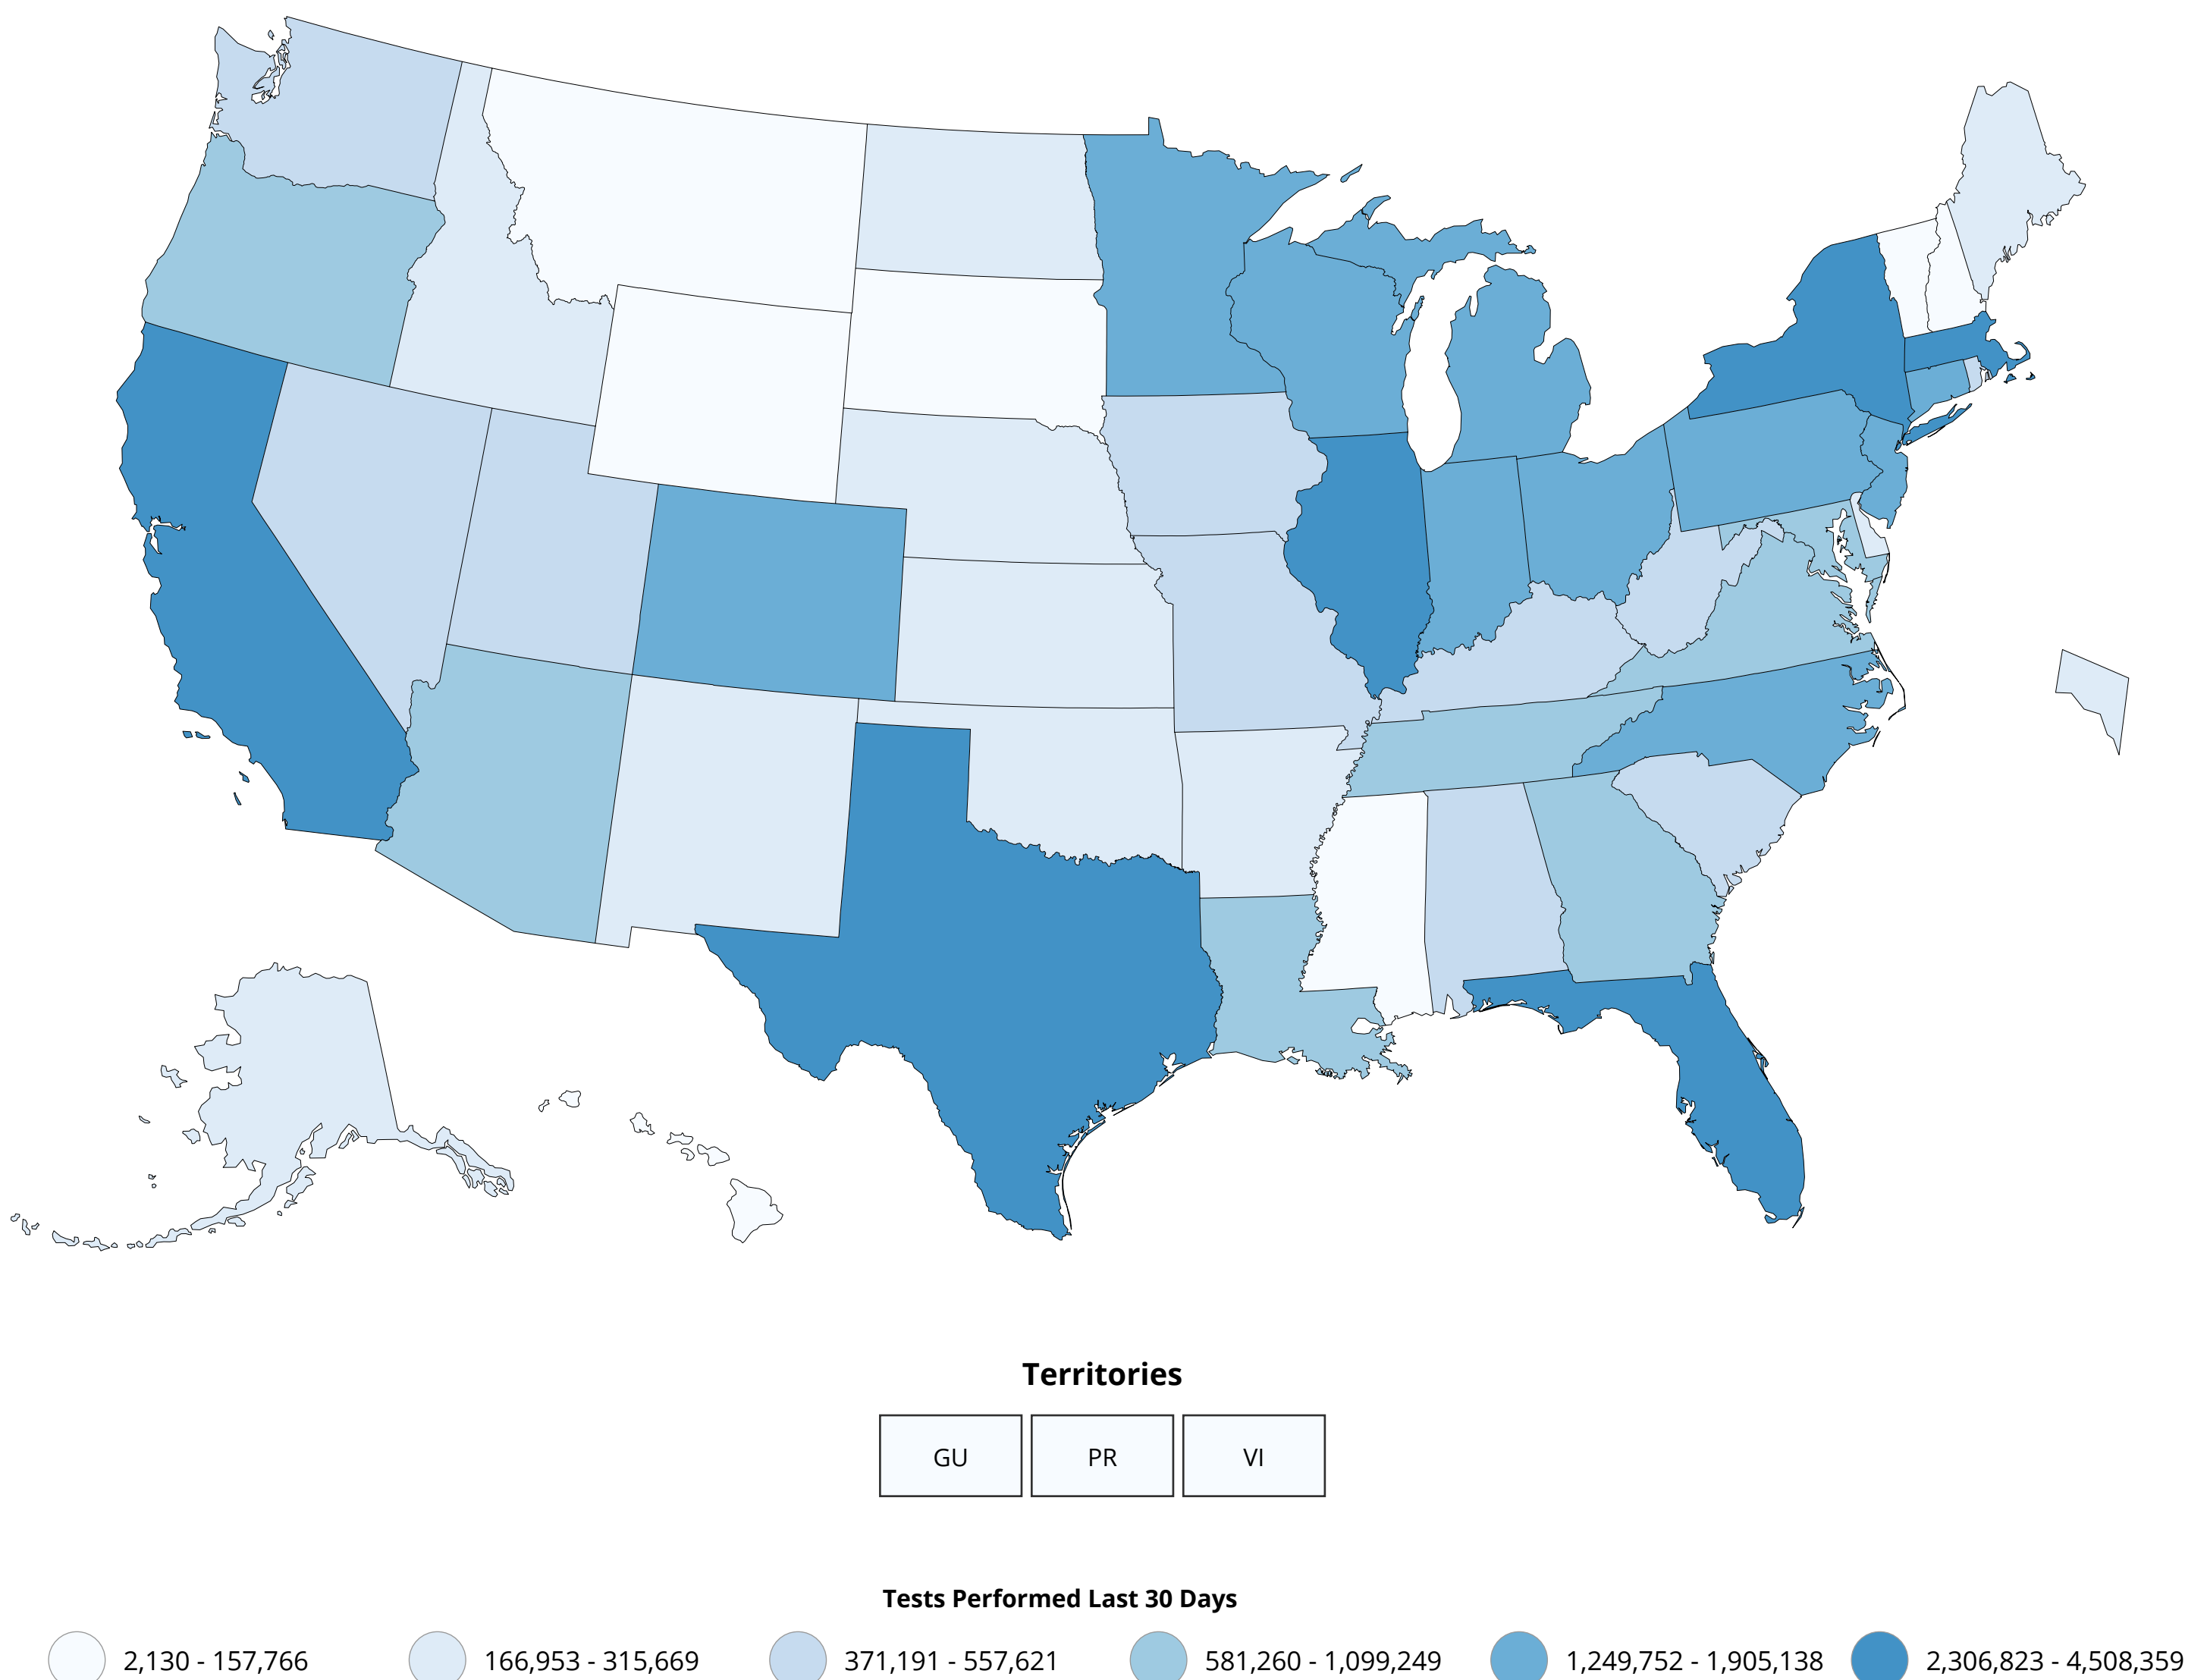 Territories
GU PR VI
Tests Performed Last 30 Days
2,130 - 157,766 166,953 - 315,669 371,191 - 557,621 581,260 - 1,099,249 1,249,752 - 1,905,138 2,306,823 - 4,508,359